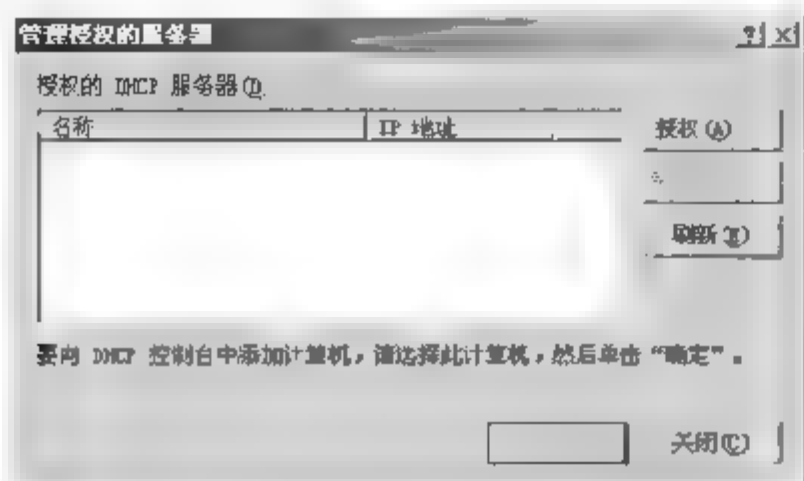 管理授权的服务器
授权的 DHCP 服务器(D)
名称 IP 地址
授权(A)
刷新(R)
要向 DHCP 控制台中添加计算机，请选择此计算机，然后单击“确定”。
关闭(C)